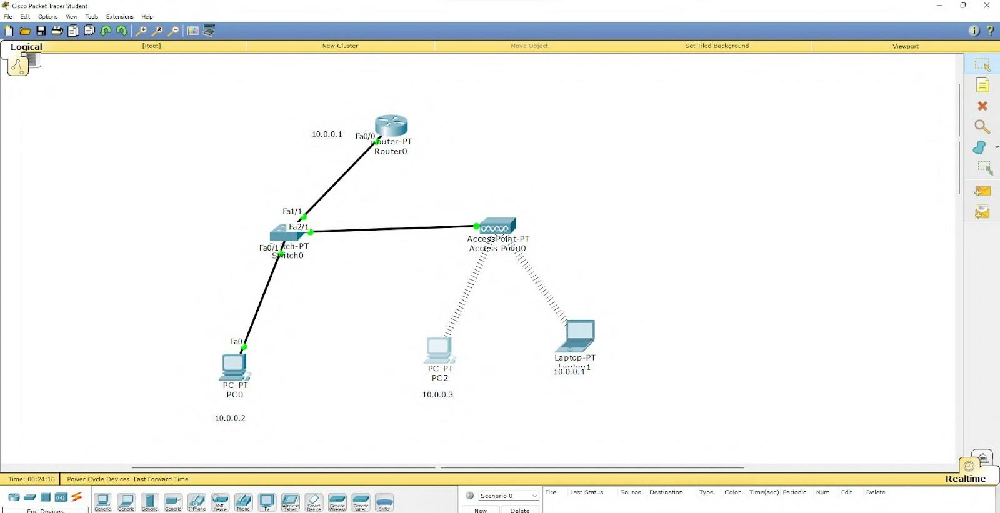 Cisco Packet Tracer Student
File Edit Options View Tools Extensions Help
Logical [Root] New Cluster Move Object Set Tiled Background Viewport
10.0.0.1
Fa0/0
outer-PT
Router0
Fa1/1
Fa2/1
Fa0/1 tch-PT
Switch0
AccessPoint-PT
Access Point0
Fa0
PC-PT
PC0
10.0.0.2
PC-PT
PC2
10.0.0.3
Laptop-PT
Laptop1
10.0.0.4
Time: 00:24:16 Power Cycle Devices Fast Forward Time
Realtime
End Devices
Generic Generic Generic Generic IPPhone VoIP Device Phone TV Wireless Tablet Smart Device Generic Wireless Generic Wired Sniffer
Scenario 0
New Delete
Fire Last Status Source Destination Type Color Time(sec) Periodic Num Edit Delete